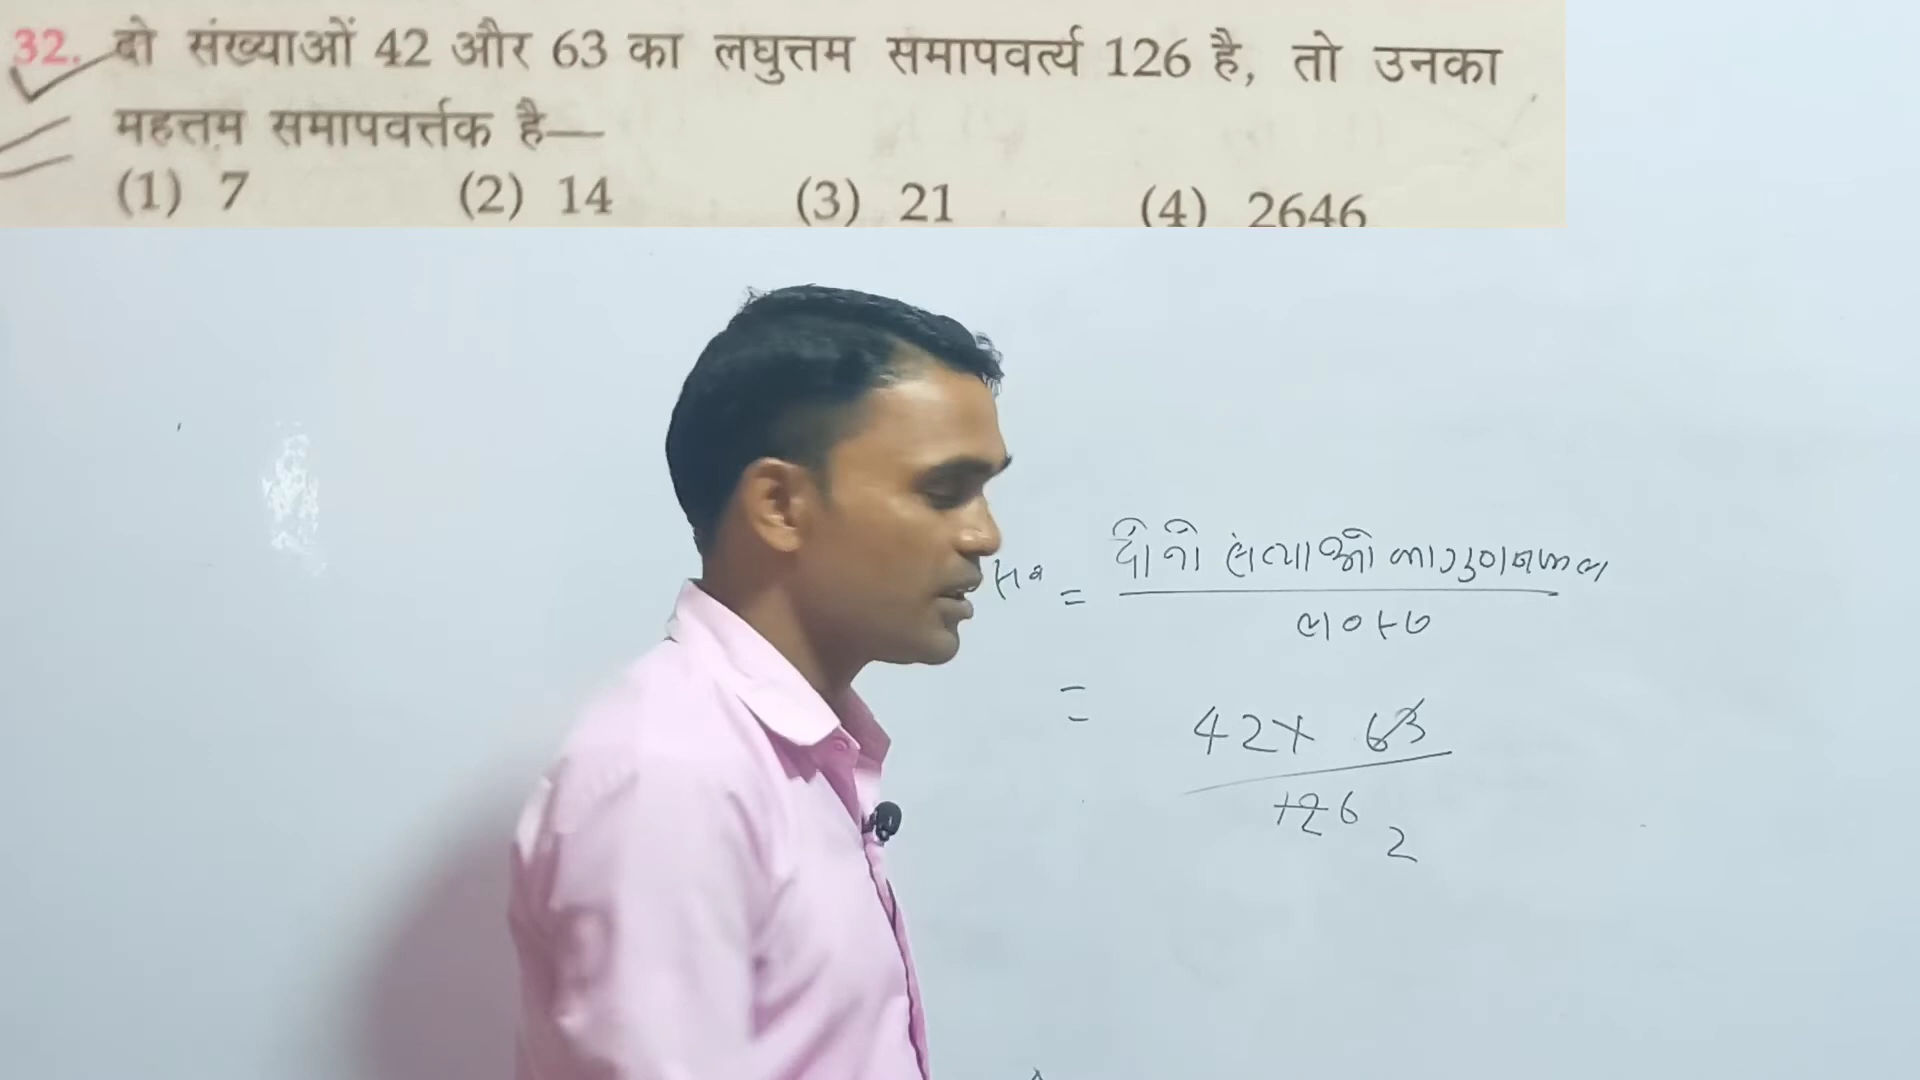 32. दो संख्याओं 42 और 63 का लघुत्तम समापवर्त्य 126 है, तो उनका
महत्तम समापवर्त्तक है—
(1) 7 (2) 14 (3) 21 (4) 2646
= दोनो संख्याओ का गुणनफल
ल०स०
= 42× 63
126 2